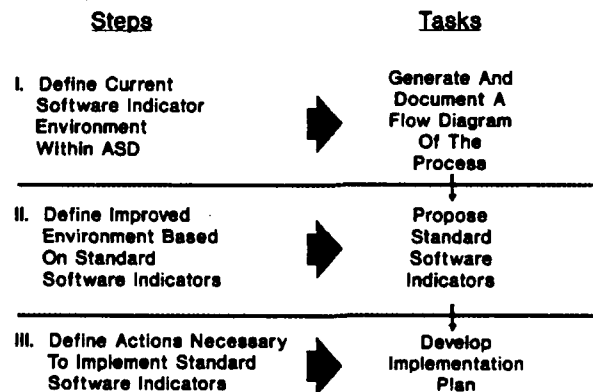 Steps
Tasks
I. Define Current
Software Indicator
Environment
Within ASD
Generate And
Document A
Flow Diagram
Of The
Process
II. Define Improved
Environment Based
On Standard
Software Indicators
Propose
Standard
Software
Indicators
III. Define Actions Necessary
To Implement Standard
Software Indicators
Develop
Implementation
Plan